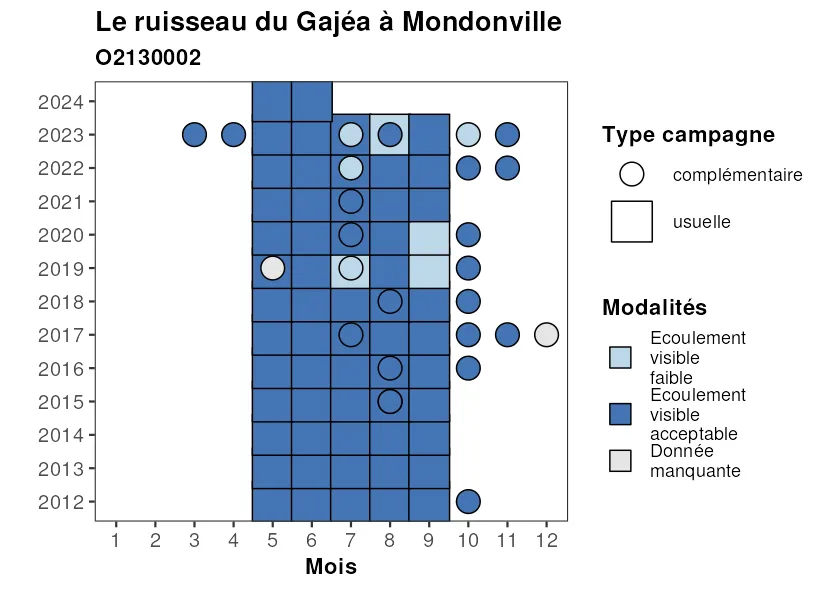 Le ruisseau du Gajéa à Mondonville
O2130002
2024
2023
2022
2021
2020
2019
2018
2017
2016
2015
2014
2013
2012
1 2 3 4 5 6 7 8 9 10 11 12
Mois
Type campagne
complémentaire
usuelle
Modalités
Ecoulement
visible
faible
Ecoulement
visible
acceptable
Donnée
manquante